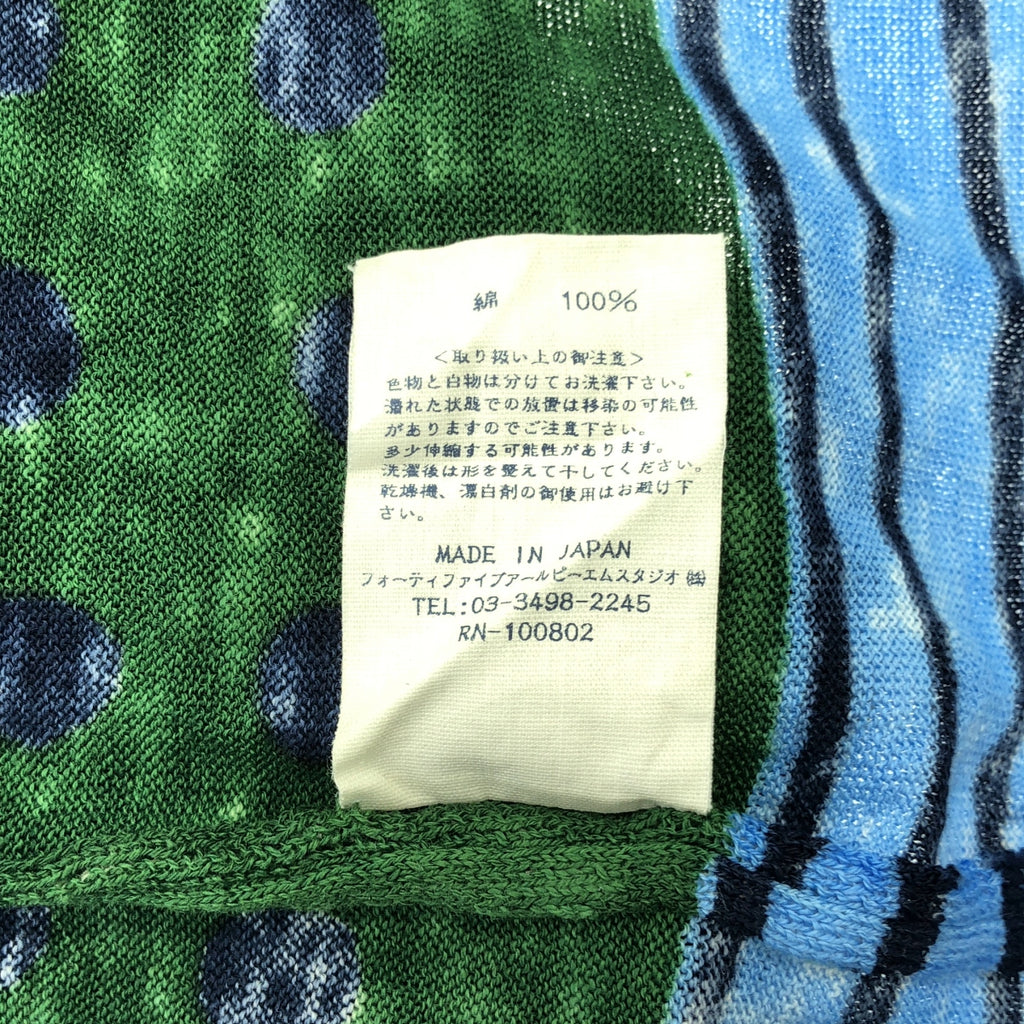 綿 100%
<取り扱い上の御注意>
色物と白物は分けてお洗濯下さい。
濡れた状態での放置は移染の可能性
がありますのでご注意下さい。
多少伸縮する可能性があります。
洗濯後は形を整えて干してください。
乾燥機、漂白剤の御使用はお避け下
さい。
MADE IN JAPAN
フォーティファイブアールピーエムスタジオ㈱
TEL:03-3498-2245
RN-100802